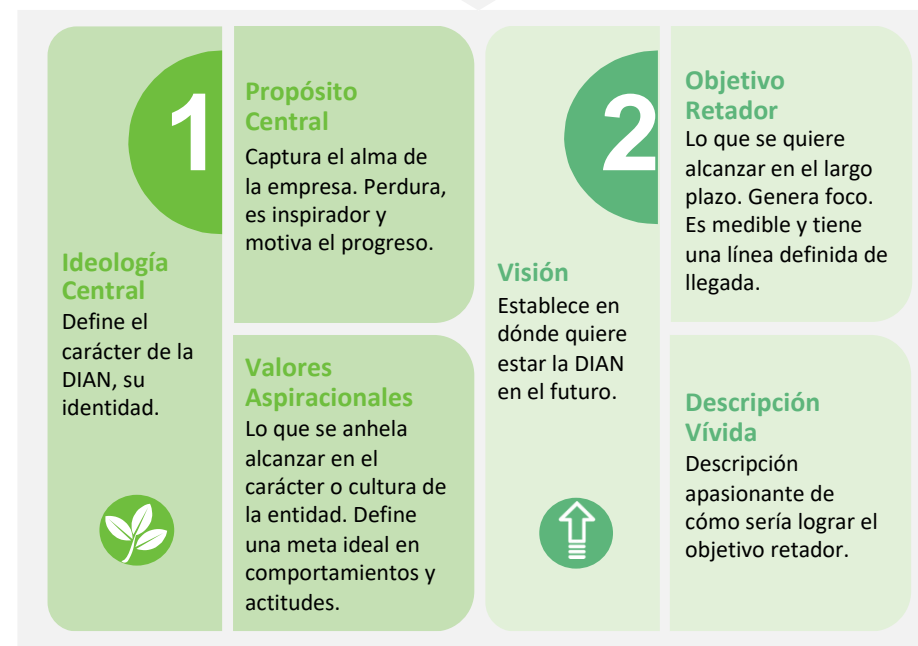 1
Ideología
Central
Define el
carácter de la
DIAN, su
identidad.
Propósito
Central
Captura el alma de
la empresa. Perdura,
es inspirador y
motiva el progreso.
Valores
Aspiracionales
Lo que se anhela
alcanzar en el
carácter o cultura de
la entidad. Define
una meta ideal en
comportamientos y
actitudes.
2
Visión
Establece en
dónde quiere
estar la DIAN
en el futuro.
Objetivo
Retador
Lo que se quiere
alcanzar en el largo
plazo. Genera foco.
Es medible y tiene
una línea definida de
llegada.
Descripción
Vívida
Descripción
apasionante de
cómo sería lograr el
objetivo retador.